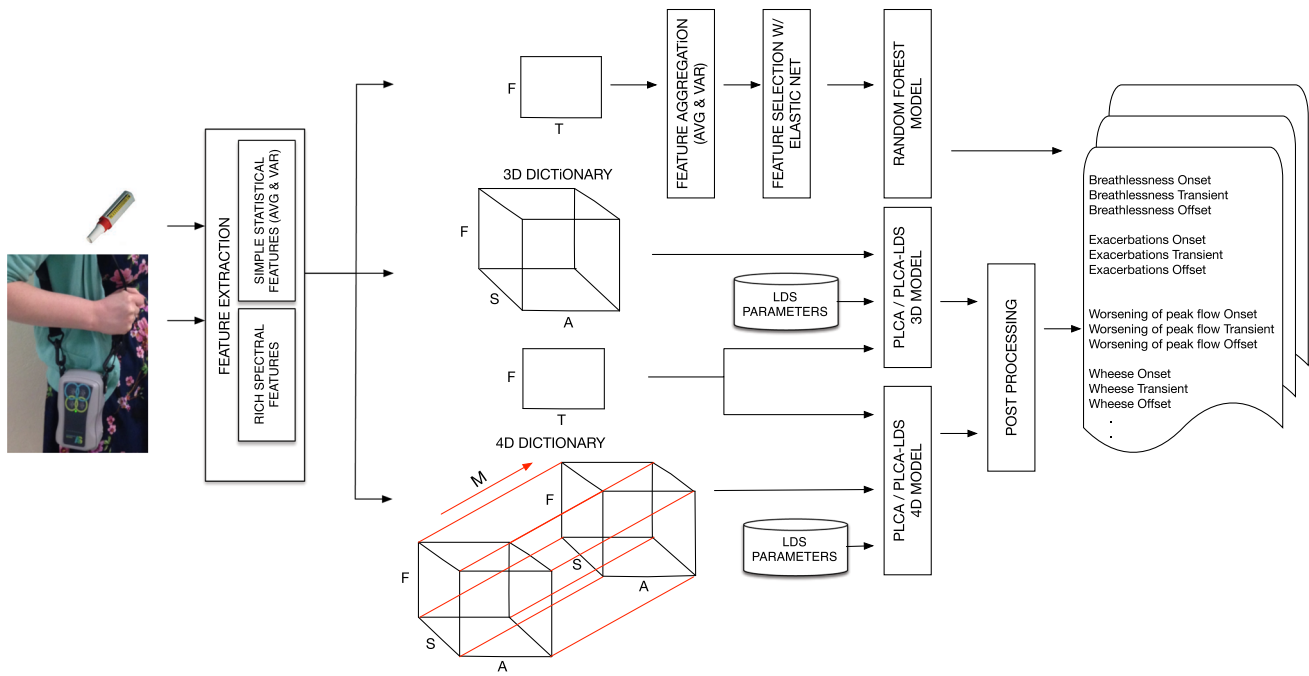 FEATURE EXTRACTION
SIMPLE STATISTICAL
FEATURES (AVG & VAR)
RICH SPECTRAL
FEATURES
F
T
FEATURE AGGREGATiON
(AVG & VAR)
FEATURE SELECTION W/
ELASTIC NET
RANDOM FOREST
MODEL
3D DICTiONARY
F
S
A
LDS
PARAMETERS
PLCA / PLCA-LDS
3D MODEL
F
T
4D DICTIONARY
M
F
S
A
F
S
A
LDS
PARAMETERS
PLCA / PLCA-LDS
4D MODEL
POST PROCESSING
Breathlessness Onset
Breathlessness Transient
Breathlessness Offset
Exacerbations Onset
Exacerbations Transient
Exacerbations Offset
Worsening of peak flow Onset
Worsening of peak flow Transient
Worsening of peak flow Offset
Wheese Onset
Wheese Transient
Wheese Offset
.
.